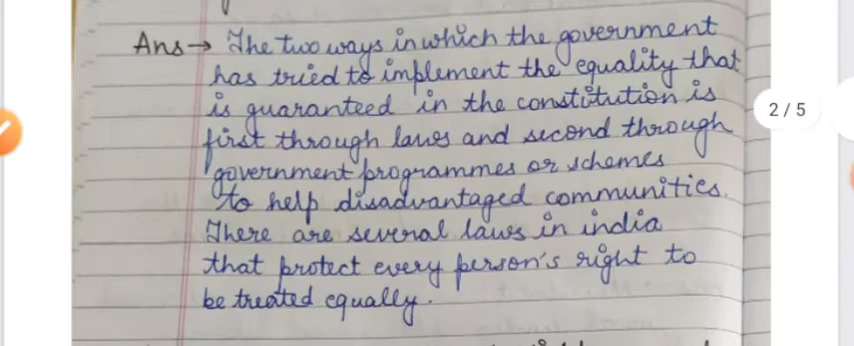 Ans→ The two ways in which the government
has tried to implement the equality that
is guaranteed in the constitution is
first through laws and second through
government programmes or schemes
to help disadvantaged communities.
There are several laws in india
that protect every person's right to
be treated equally.
2 / 5